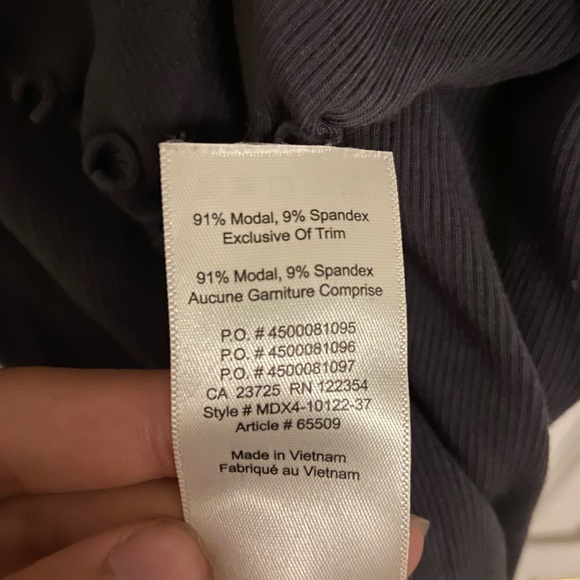 91% Modal, 9% Spandex
Exclusive Of Trim
91% Modal, 9% Spandex
Aucune Garniture Comprise
P.O. # 4500081095
P.O. # 4500081096
P.O. # 4500081097
CA 23725 RN 122354
Style # MDX4-10122-37
Article # 65509
Made in Vietnam
Fabriqué au Vietnam